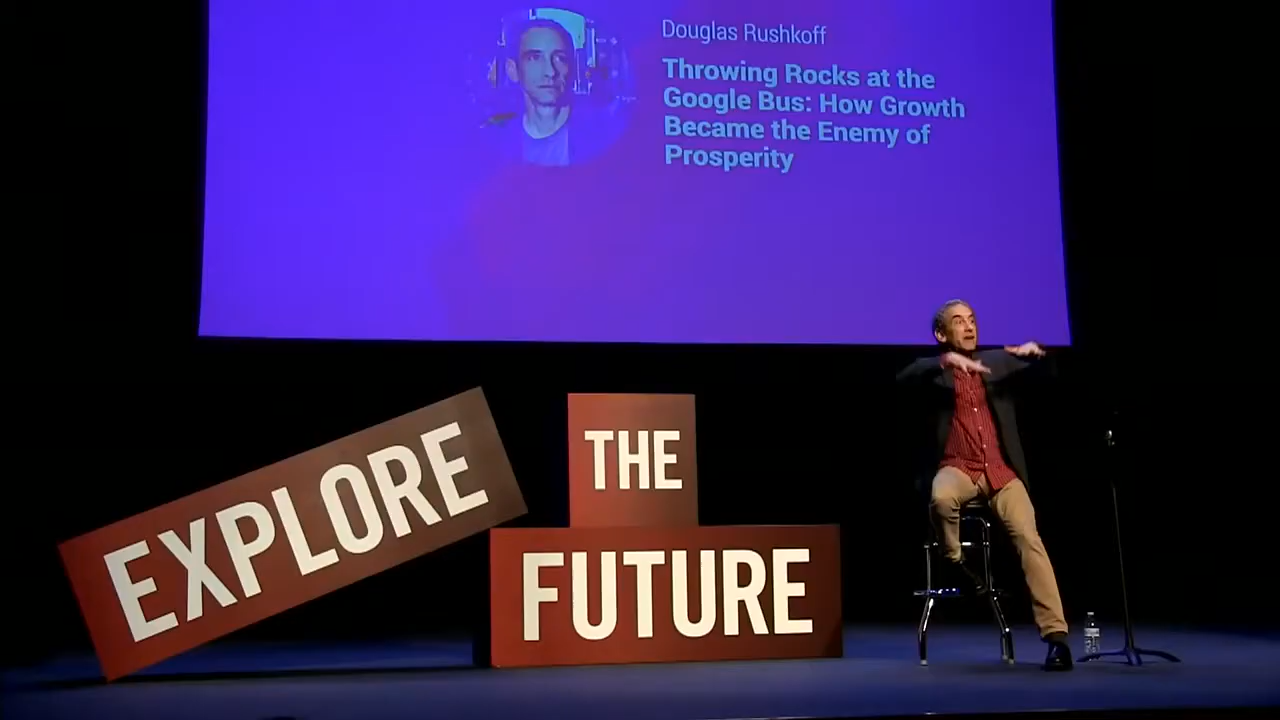 Douglas Rushkoff
Throwing Rocks at the
Google Bus: How Growth
Became the Enemy of
Prosperity
EXPLORE
THE
FUTURE